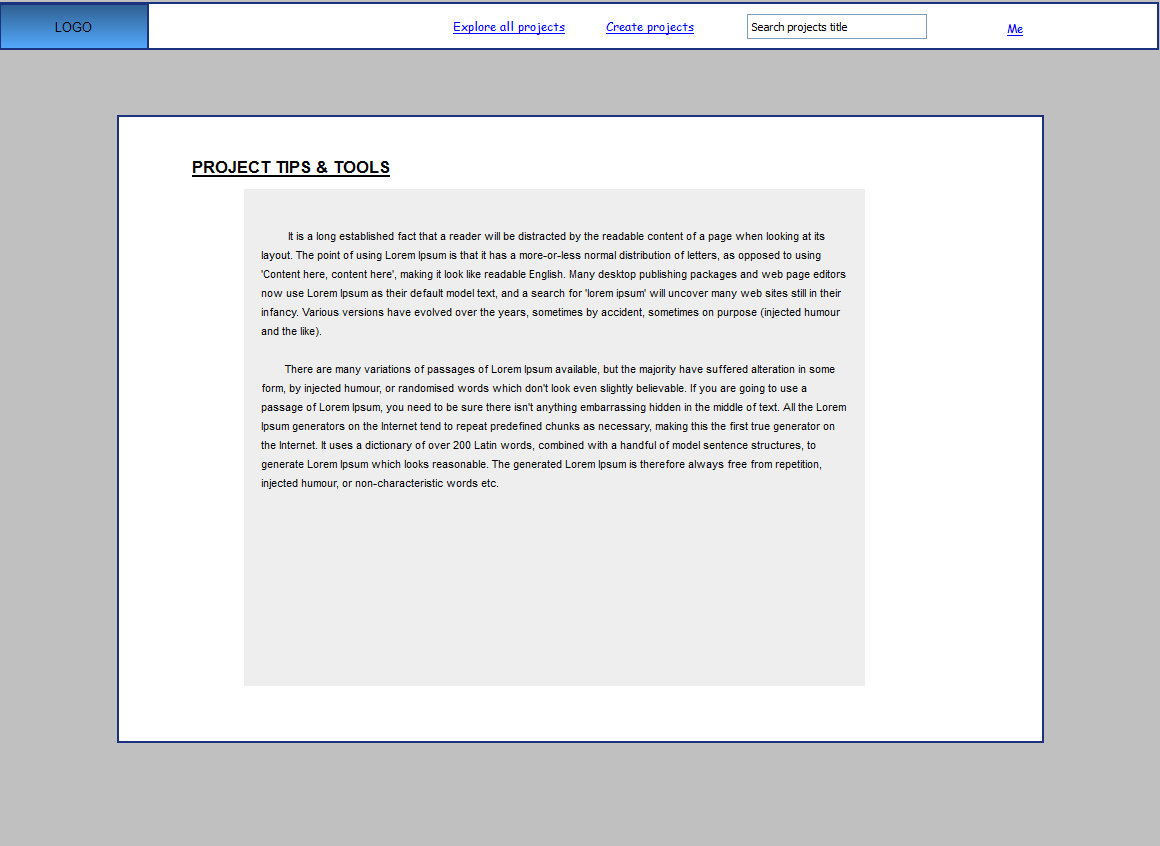 LOGO
Explore all projects
Create projects
Search projects title
Me
PROJECT TIPS & TOOLS
It is a long established fact that a reader will be distracted by the readable content of a page when looking at its
layout. The point of using Lorem Ipsum is that it has a more-or-less normal distribution of letters, as opposed to using
'Content here, content here', making it look like readable English. Many desktop publishing packages and web page editors
now use Lorem Ipsum as their default model text, and a search for 'lorem ipsum' will uncover many web sites still in their
infancy. Various versions have evolved over the years, sometimes by accident, sometimes on purpose (injected humour
and the like).
There are many variations of passages of Lorem Ipsum available, but the majority have suffered alteration in some
form, by injected humour, or randomised words which don't look even slightly believable. If you are going to use a
passage of Lorem Ipsum, you need to be sure there isn't anything embarrassing hidden in the middle of text. All the Lorem
Ipsum generators on the Internet tend to repeat predefined chunks as necessary, making this the first true generator on
the Internet. It uses a dictionary of over 200 Latin words, combined with a handful of model sentence structures, to
generate Lorem Ipsum which looks reasonable. The generated Lorem Ipsum is therefore always free from repetition,
injected humour, or non-characteristic words etc.